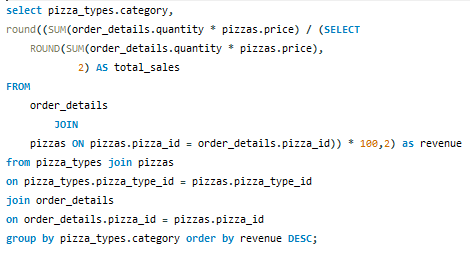 select pizza_types.category,
round((SUM(order_details.quantity * pizzas.price) / (SELECT
ROUND(SUM(order_details.quantity * pizzas.price),
2) AS total_sales
FROM
order_details
JOIN
pizzas ON pizzas.pizza_id = order_details.pizza_id)) * 100,2) as revenue
from pizza_types join pizzas
on pizza_types.pizza_type_id = pizzas.pizza_type_id
join order_details
on order_details.pizza_id = pizzas.pizza_id
group by pizza_types.category order by revenue DESC;